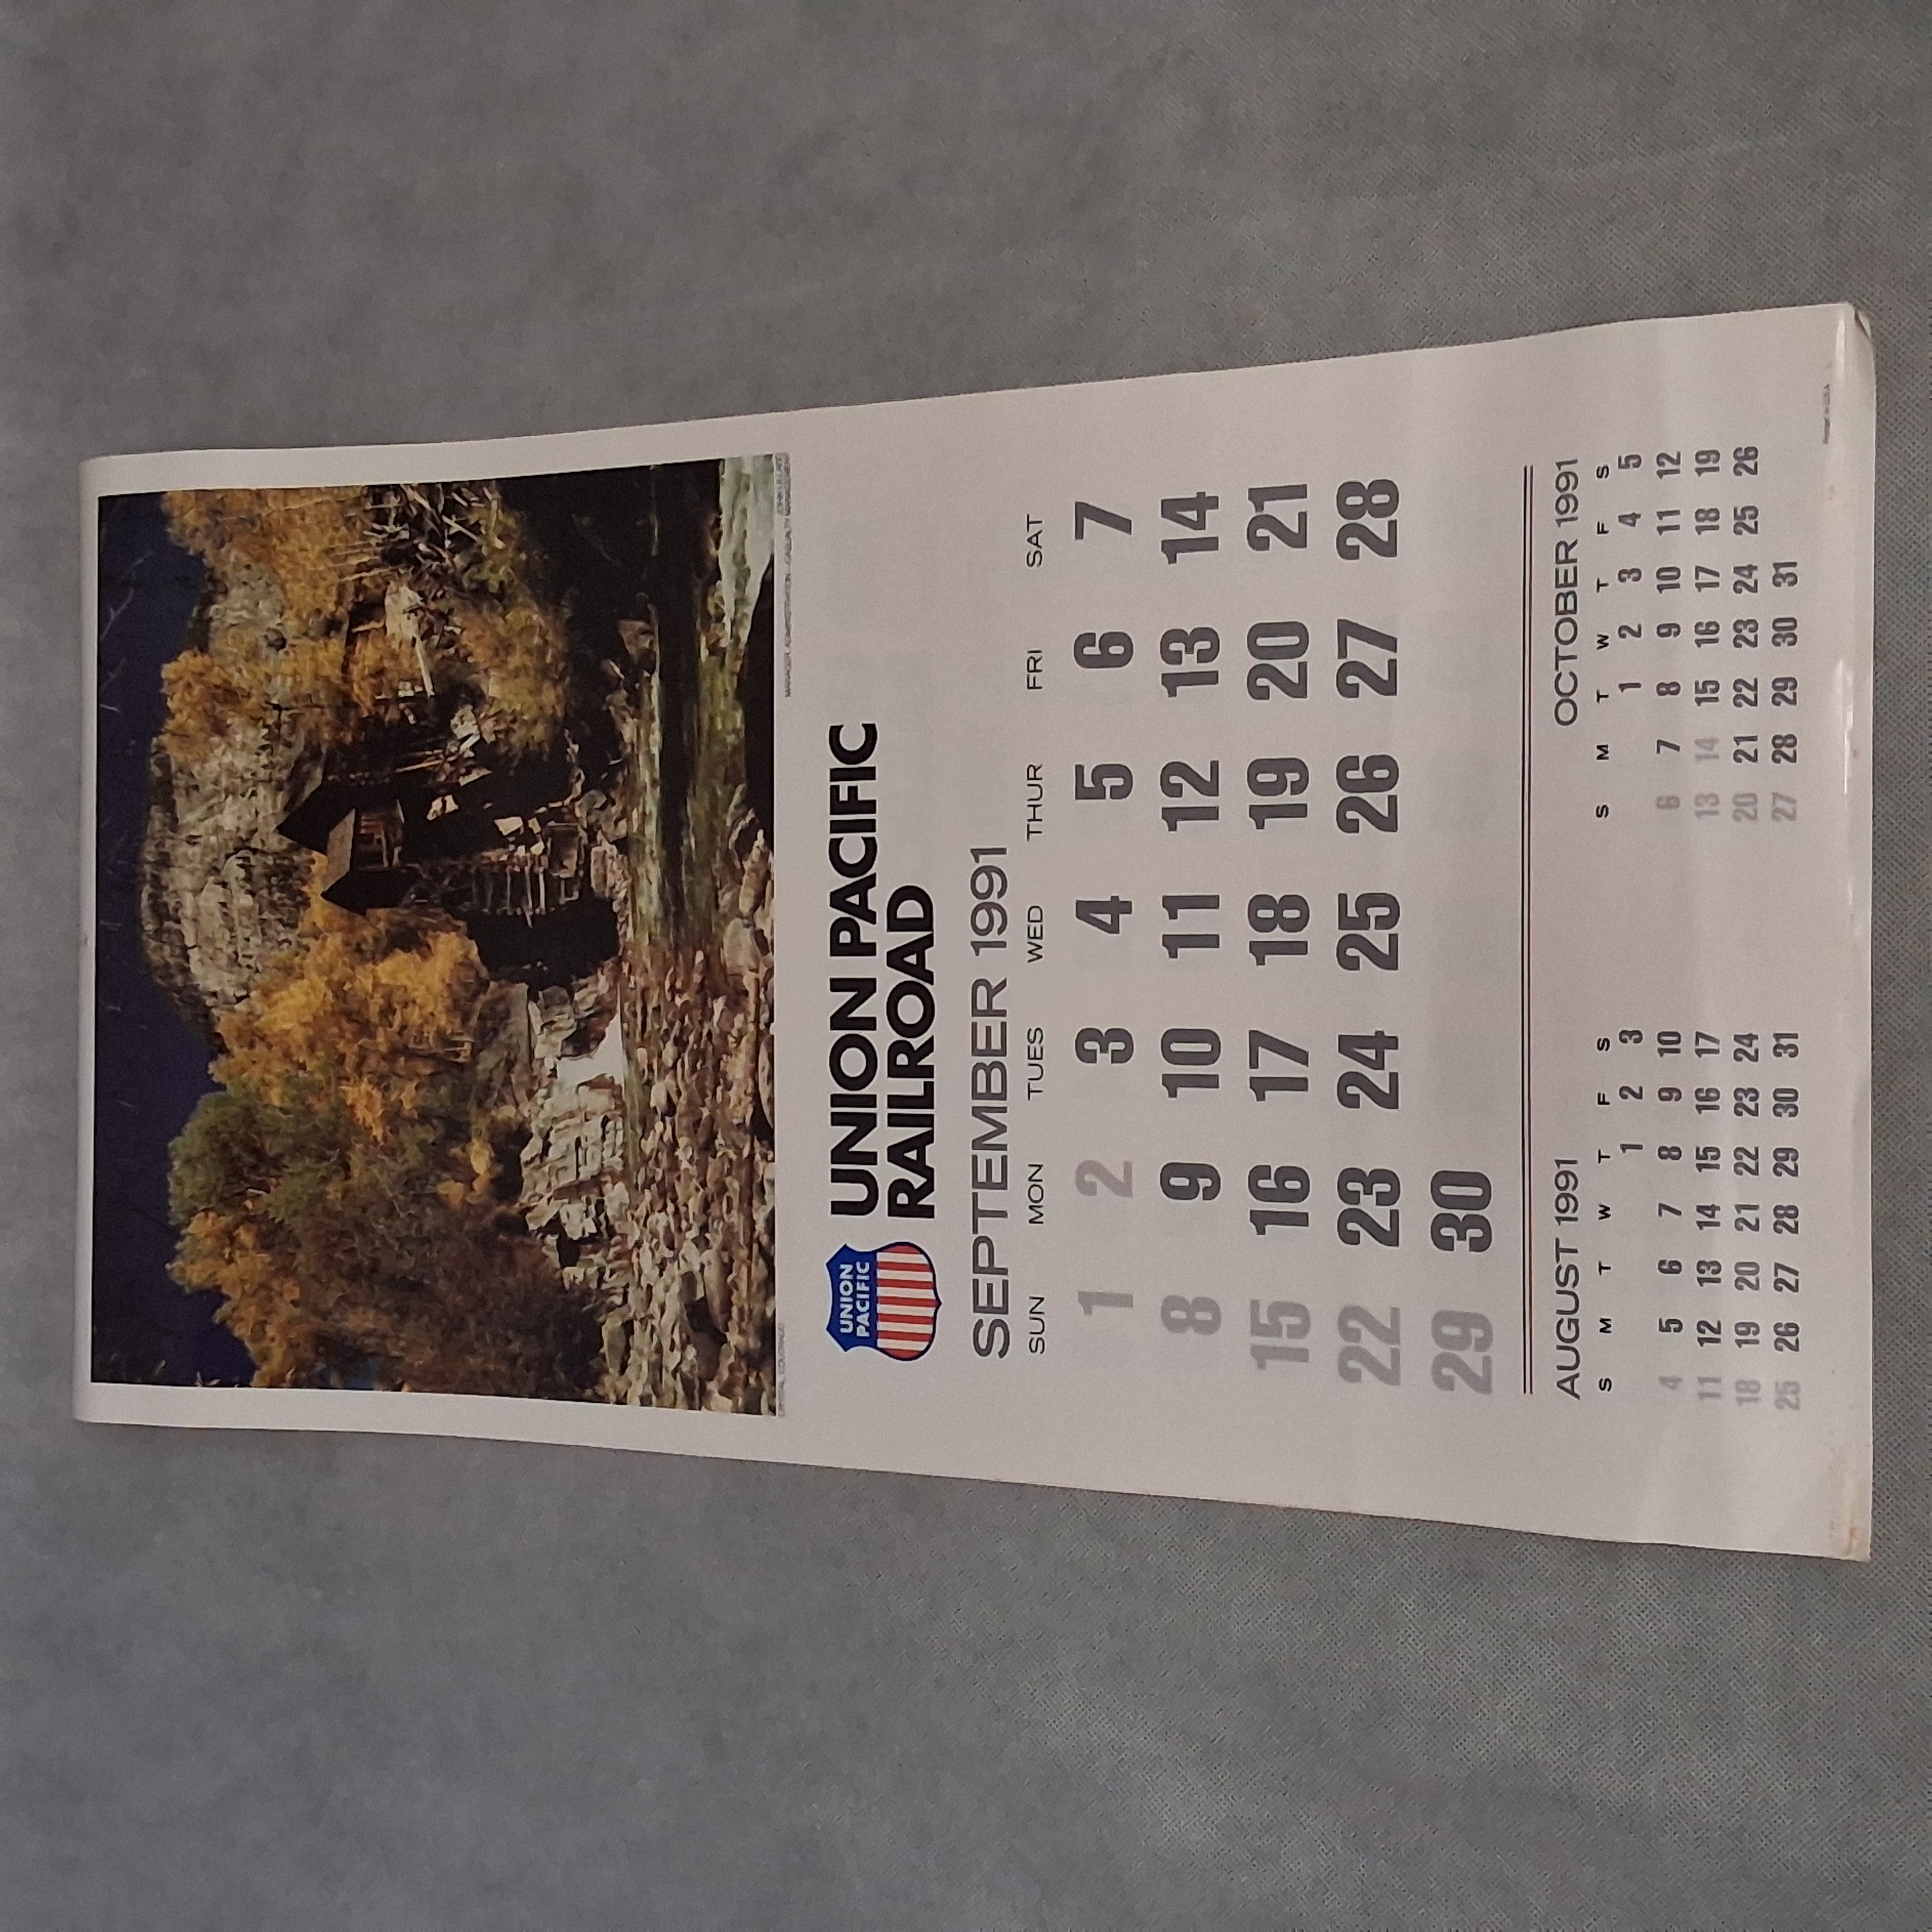 UNION
PACIFIC
UNION PACIFIC
RAILROAD
SEPTEMBER 1991
SUN MON TUES WED THUR FRI SAT
1 2 3 4 5 6 7
8 9 10 11 12 13 14
15 16 17 18 19 20 21
22 23 24 25 26 27 28
29 30
AUGUST 1991
S M T W T F S
1 2 3
4 5 6 7 8 9 10
11 12 13 14 15 16 17
18 19 20 21 22 23 24
25 26 27 28 29 30 31
OCTOBER 1991
S M T W T F S
1 2 3 4 5
6 7 8 9 10 11 12
13 14 15 16 17 18 19
20 21 22 23 24 25 26
27 28 29 30 31